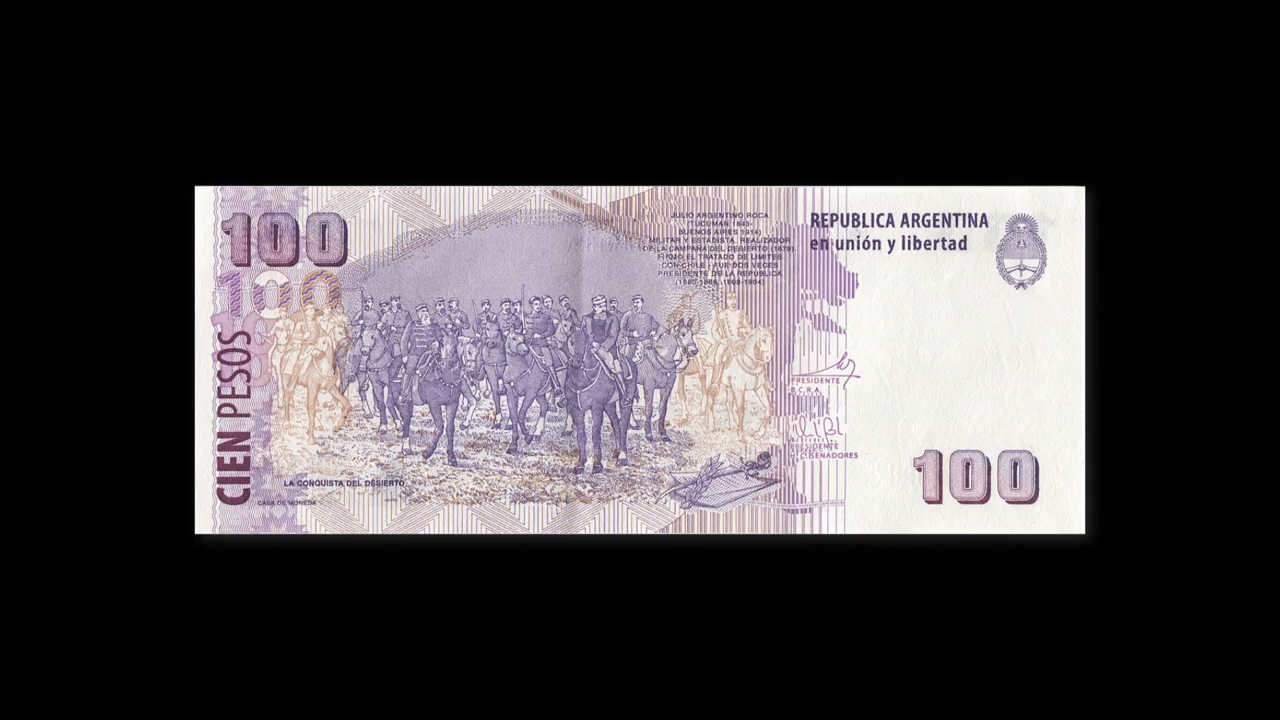 100
100
CIEN PESOS
JULIO ARGENTINO ROCA
(TUCUMAN 1843-
BUENOS AIRES 1914)
MILITAR Y ESTADISTA. REALIZADOR
DE LA CAMPAÑA DEL DESIERTO (1879).
FIRMO EL TRATADO DE LIMITES
CON CHILE Y FUE DOS VECES
PRESIDENTE DE LA REPUBLICA
(1880-1886, 1898-1904)
REPUBLICA ARGENTINA
en unión y libertad
PRESIDENTE
B.C.R.A.
PRESIDENTE
H.C. SENADORES
LA CONQUISTA DEL DESIERTO
CASA DE MONEDA
100